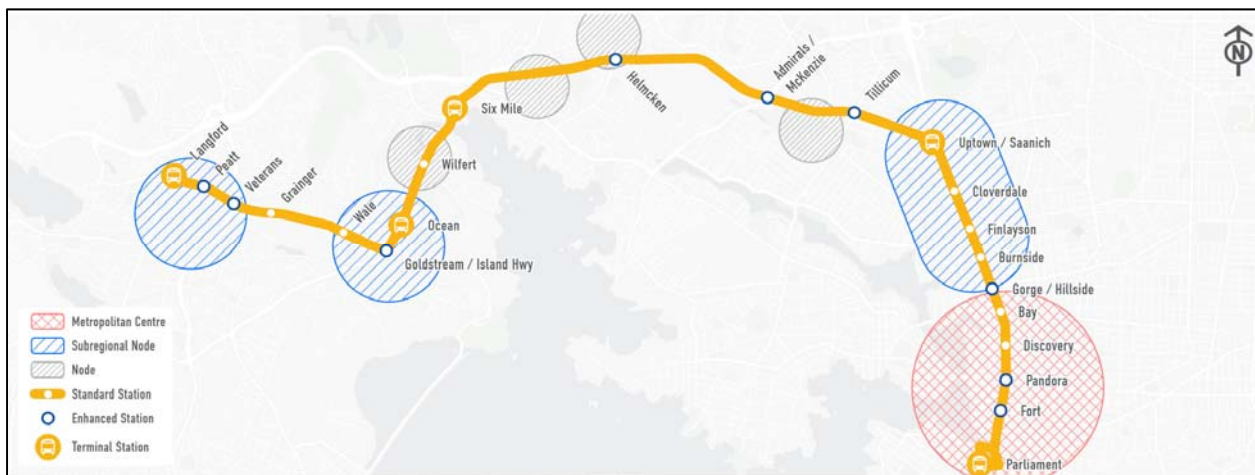 N
Langford
Peatt
Veterans
Grainger
Wale
Goldstream / Island Hwy
Ocean
Wilfert
Six Mile
Helmcken
Admirals /
McKenzie
Tillicum
Uptown / Saanich
Cloverdale
Finlayson
Burnside
Gorge / Hillside
Bay
Discovery
Pandora
Fort
Parliament
Metropolitan Centre
Subregional Node
Node
Standard Station
Enhanced Station
Terminal Station